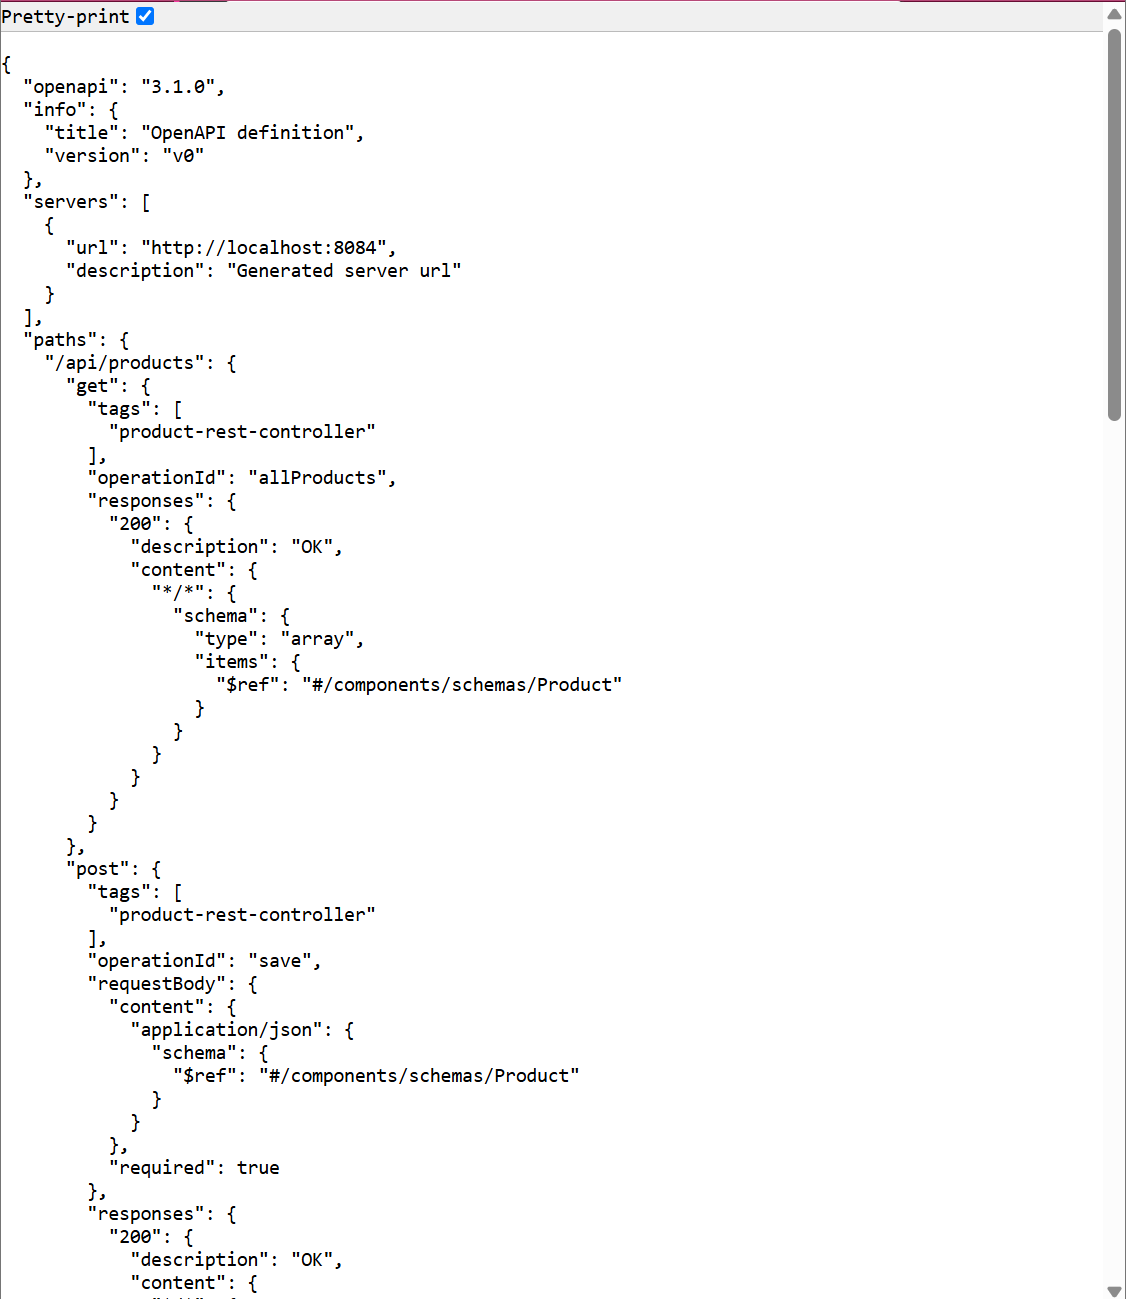 Pretty-print
{
  "openapi": "3.1.0",
  "info": {
    "title": "OpenAPI definition",
    "version": "v0"
  },
  "servers": [
    {
      "url": "http://localhost:8084",
      "description": "Generated server url"
    }
  ],
  "paths": {
    "/api/products": {
      "get": {
        "tags": [
          "product-rest-controller"
        ],
        "operationId": "allProducts",
        "responses": {
          "200": {
            "description": "OK",
            "content": {
              "*/*": {
                "schema": {
                  "type": "array",
                  "items": {
                    "$ref": "#/components/schemas/Product"
                  }
                }
              }
            }
          }
        }
      },
      "post": {
        "tags": [
          "product-rest-controller"
        ],
        "operationId": "save",
        "requestBody": {
          "content": {
            "application/json": {
              "schema": {
                "$ref": "#/components/schemas/Product"
              }
            }
          },
          "required": true
        },
        "responses": {
          "200": {
            "description": "OK",
            "content": {